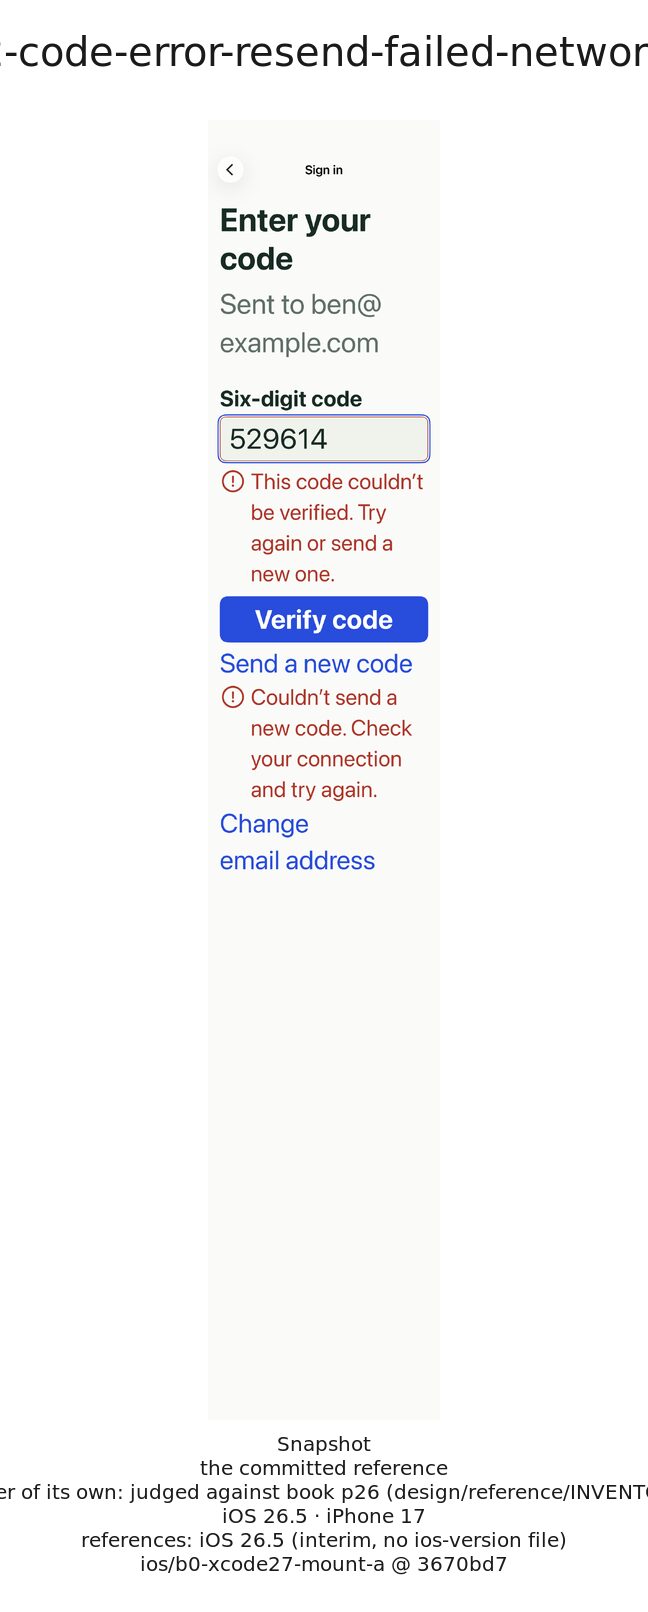 -code-error-resend-failed-networ
Sign in
Enter your
code
Sent to ben@
example.com
Six-digit code
529614
This code couldn’t
be verified. Try
again or send a
new one.
Verify code
Send a new code
Couldn’t send a
new code. Check
your connection
and try again.
Change
email address
Snapshot
the committed reference
er of its own: judged against book p26 (design/reference/INVENT
iOS 26.5 · iPhone 17
references: iOS 26.5 (interim, no ios-version file)
ios/b0-xcode27-mount-a @ 3670bd7